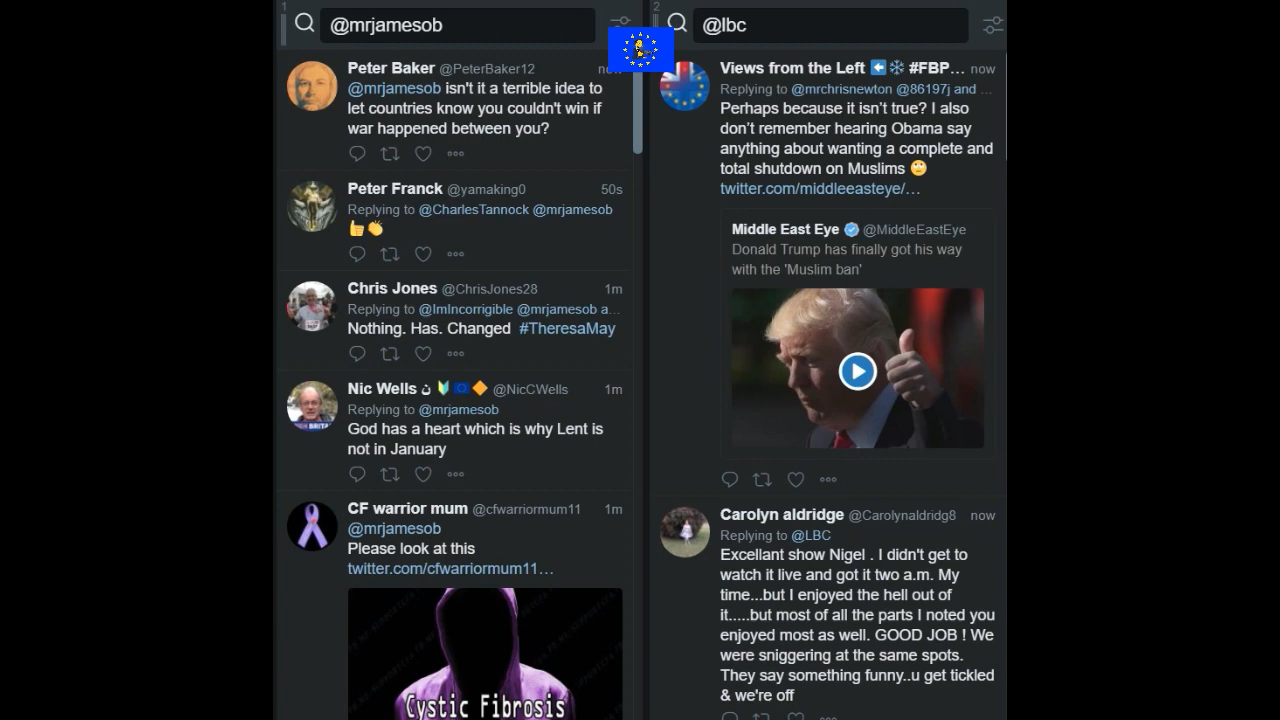 1
@mrjamesob
Peter Baker @PeterBaker12 now
@mrjamesob isn't it a terrible idea to
let countries know you couldn't win if
war happened between you?
Peter Franck @yamaking0 50s
Replying to @CharlesTannock @mrjamesob
👍👏
Chris Jones @ChrisJones28 1m
Replying to @ImIncorrigible @mrjamesob a...
Nothing. Has. Changed #TheresaMay
Nic Wells ن 🔰🇪🇺🔶 @NicCWells 1m
Replying to @mrjamesob
God has a heart which is why Lent is
not in January
CF warrior mum @cfwarriormum11 1m
@mrjamesob
Please look at this
twitter.com/cfwarriormum11…
Cystic Fibrosis
2
@lbc
Views from the Left ⬅️❄️ #FBP… now
Replying to @mrchrisnewton @86197j and …
Perhaps because it isn’t true? I also
don’t remember hearing Obama say
anything about wanting a complete and
total shutdown on Muslims 🙄
twitter.com/middleeasteye/…
Middle East Eye @MiddleEastEye
Donald Trump has finally got his way
with the 'Muslim ban'
Carolyn aldridge @Carolynaldridg8 now
Replying to @LBC
Excellant show Nigel . I didn't get to
watch it live and got it two a.m. My
time...but I enjoyed the hell out of
it.....but most of all the parts I noted you
enjoyed most as well. GOOD JOB ! We
were sniggering at the same spots.
They say something funny..u get tickled
& we're off